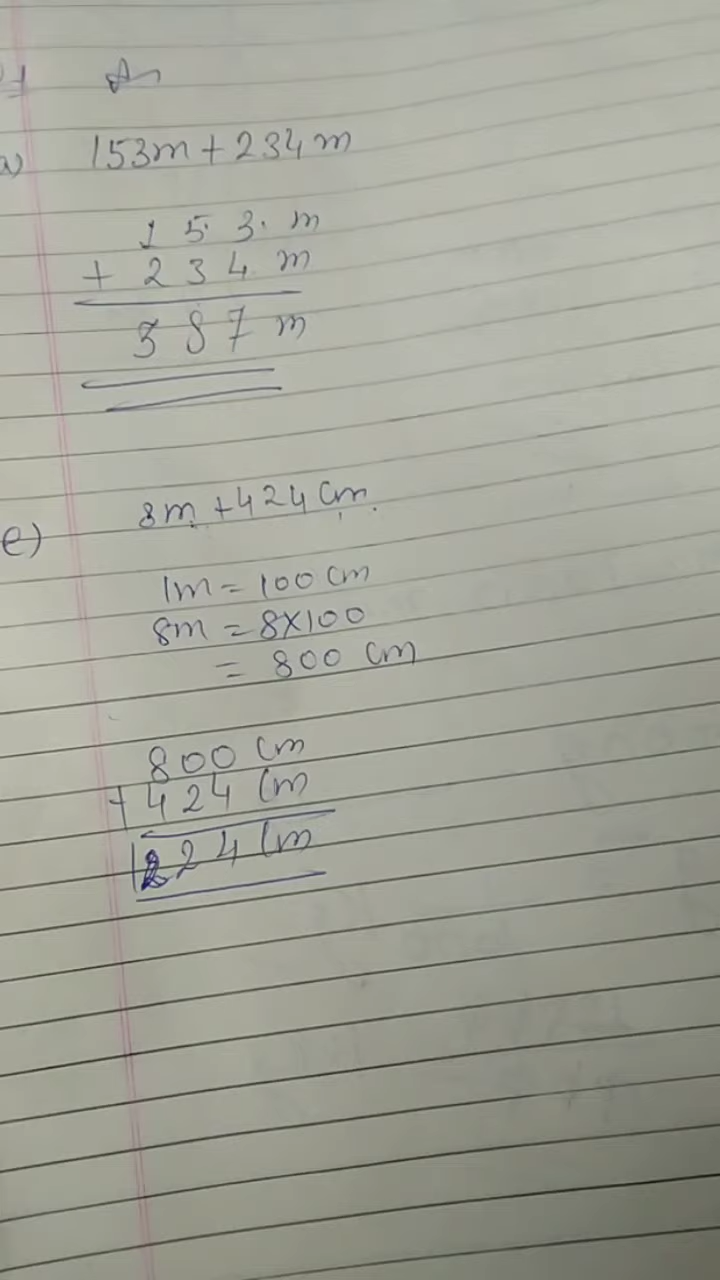 a) 153m + 234m
1 5 3 m
+ 2 3 4 m
3 8 7 m
e) 8m + 424 cm
1m = 100 cm
8m = 8×100
= 800 cm
800 cm
+ 424 cm
1224 cm